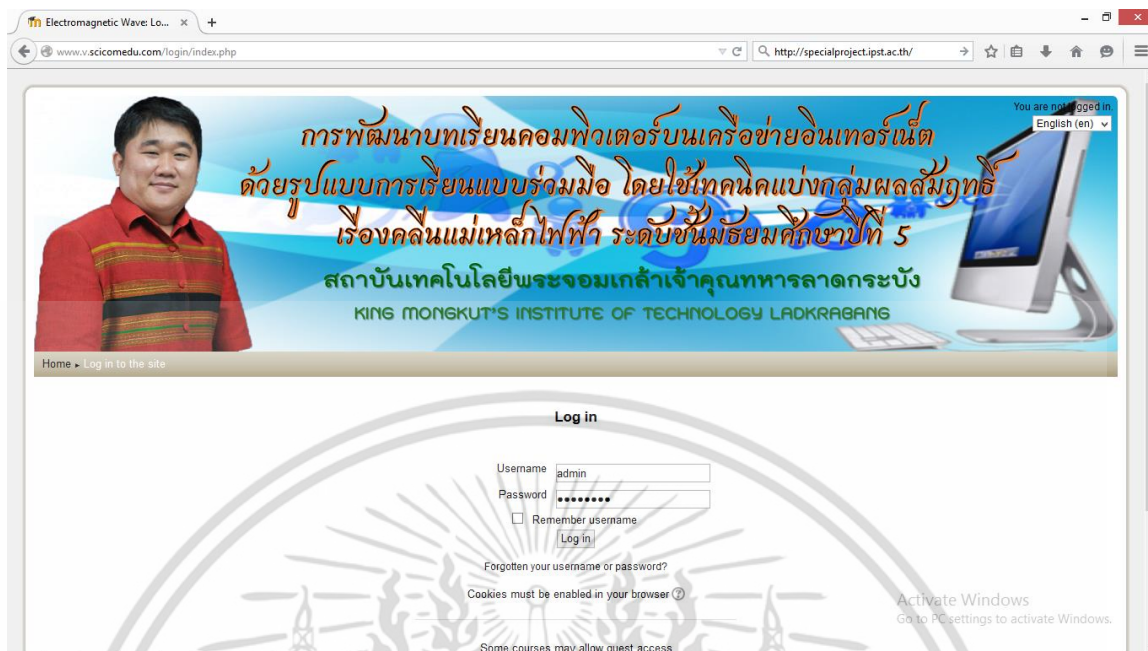 Electromagnetic Wave: Lo... × +
www.v.scicomedu.com/login/index.php
http://specialproject.ipst.ac.th/
You are not logged in.
English (en)
การพัฒนาบทเรียนคอมพิวเตอร์บนเครือข่ายอินเทอร์เน็ต
ด้วยรูปแบบการเรียนแบบร่วมมือ โดยใช้เทคนิคแบ่งกลุ่มผลสัมฤทธิ์
เรื่องคลื่นแม่เหล็กไฟฟ้า ระดับชั้นมัธยมศึกษาปีที่ 5
สถาบันเทคโนโลยีพระจอมเกล้าเจ้าคุณทหารลาดกระบัง
KING MONGKUT'S INSTITUTE OF TECHNOLOGY LADKRABANG
Home ► Log in to the site
Log in
Username admin
Password ••••••••
Remember username
Log in
Forgotten your username or password?
Cookies must be enabled in your browser
Activate Windows
Go to PC settings to activate Windows.
Some courses may allow guest access